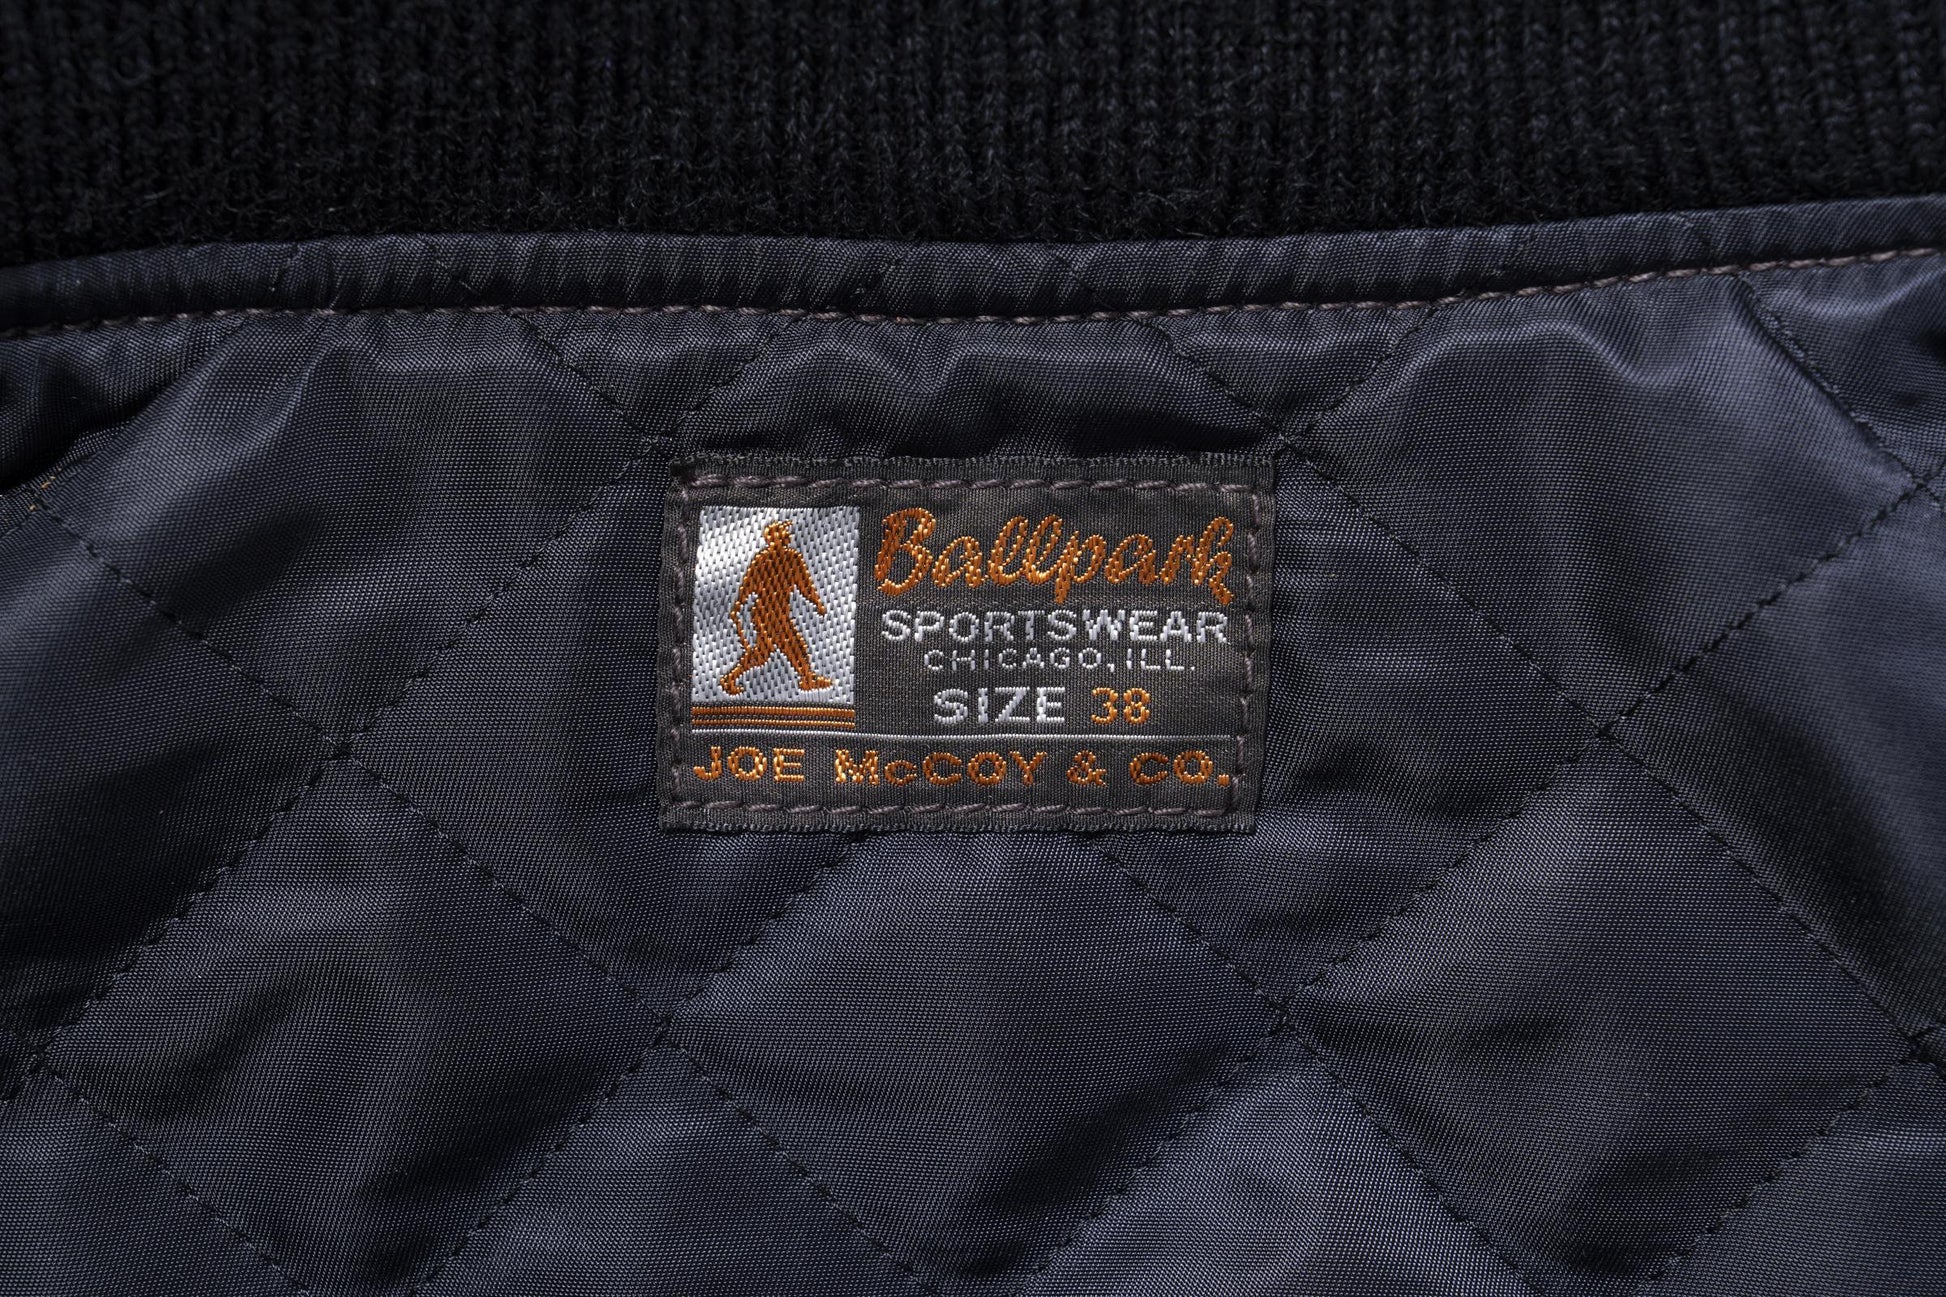 Ballpark
SPORTSWEAR
CHICAGO, ILL.
SIZE 38
JOE McCOY & CO.